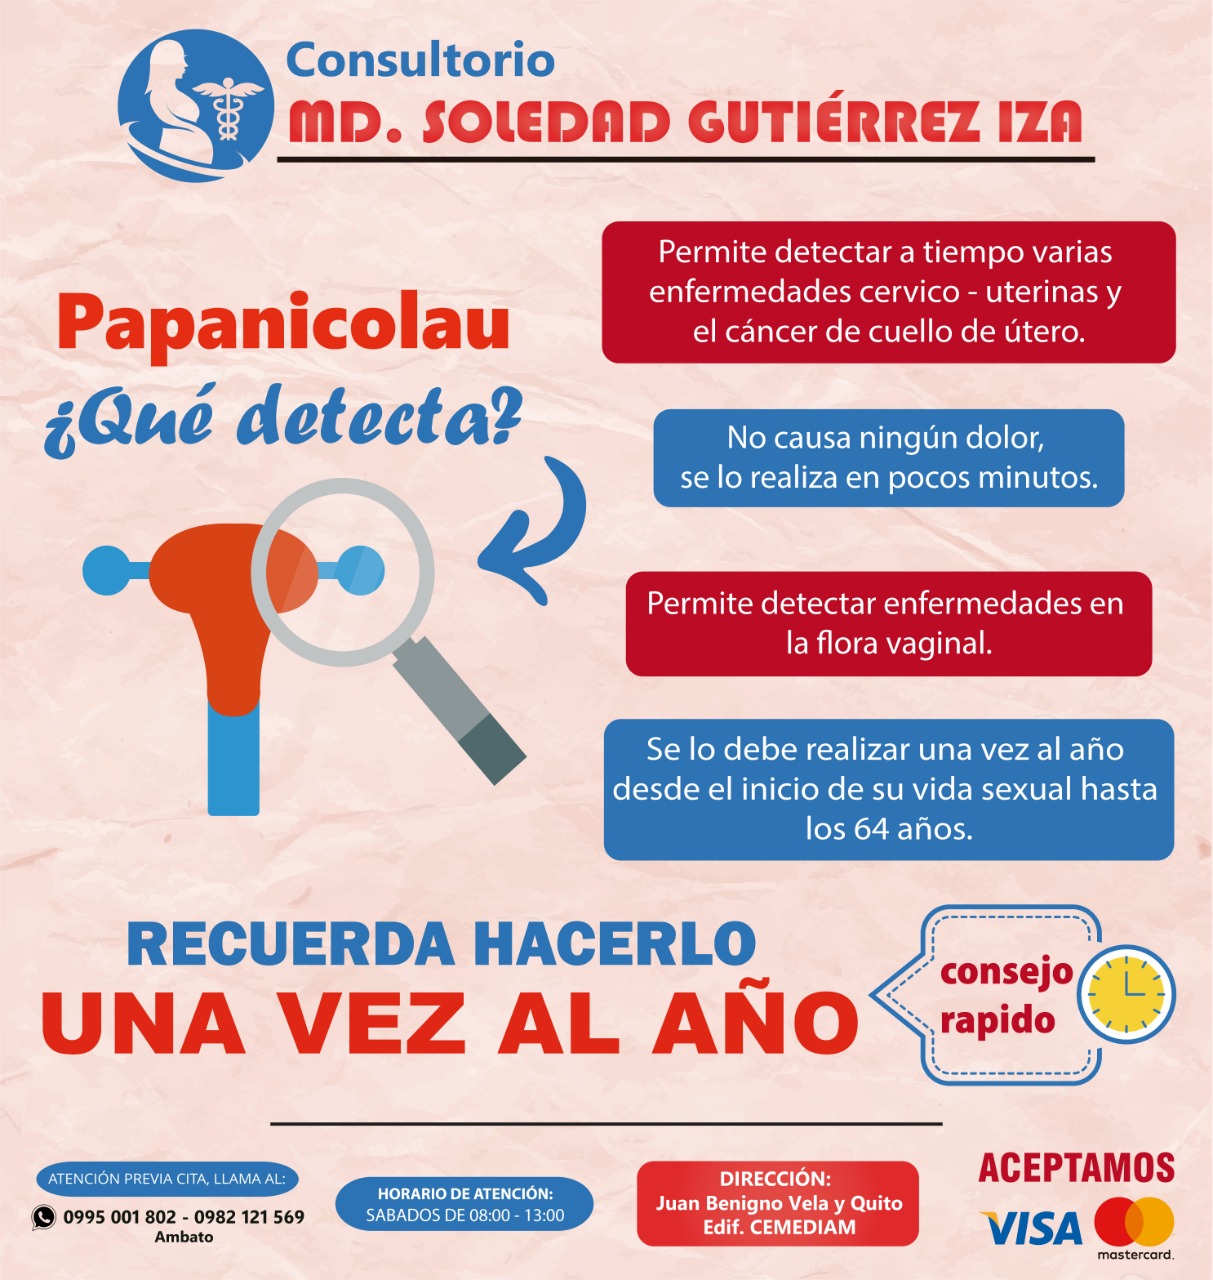 Consultorio
MD. SOLEDAD GUTIÉRREZ IZA
Papanicolau
¿Qué detecta?
Permite detectar a tiempo varias
enfermedades cervico - uterinas y
el cáncer de cuello de útero.
No causa ningún dolor,
se lo realiza en pocos minutos.
Permite detectar enfermedades en
la flora vaginal.
Se lo debe realizar una vez al año
desde el inicio de su vida sexual hasta
los 64 años.
RECUERDA HACERLO
UNA VEZ AL AÑO
consejo
rapido
ATENCIÓN PREVIA CITA, LLAMA AL:
0995 001 802 - 0982 121 569
Ambato
HORARIO DE ATENCIÓN:
SABADOS DE 08:00 - 13:00
DIRECCIÓN:
Juan Benigno Vela y Quito
Edif. CEMEDIAM
ACEPTAMOS
VISA
mastercard.